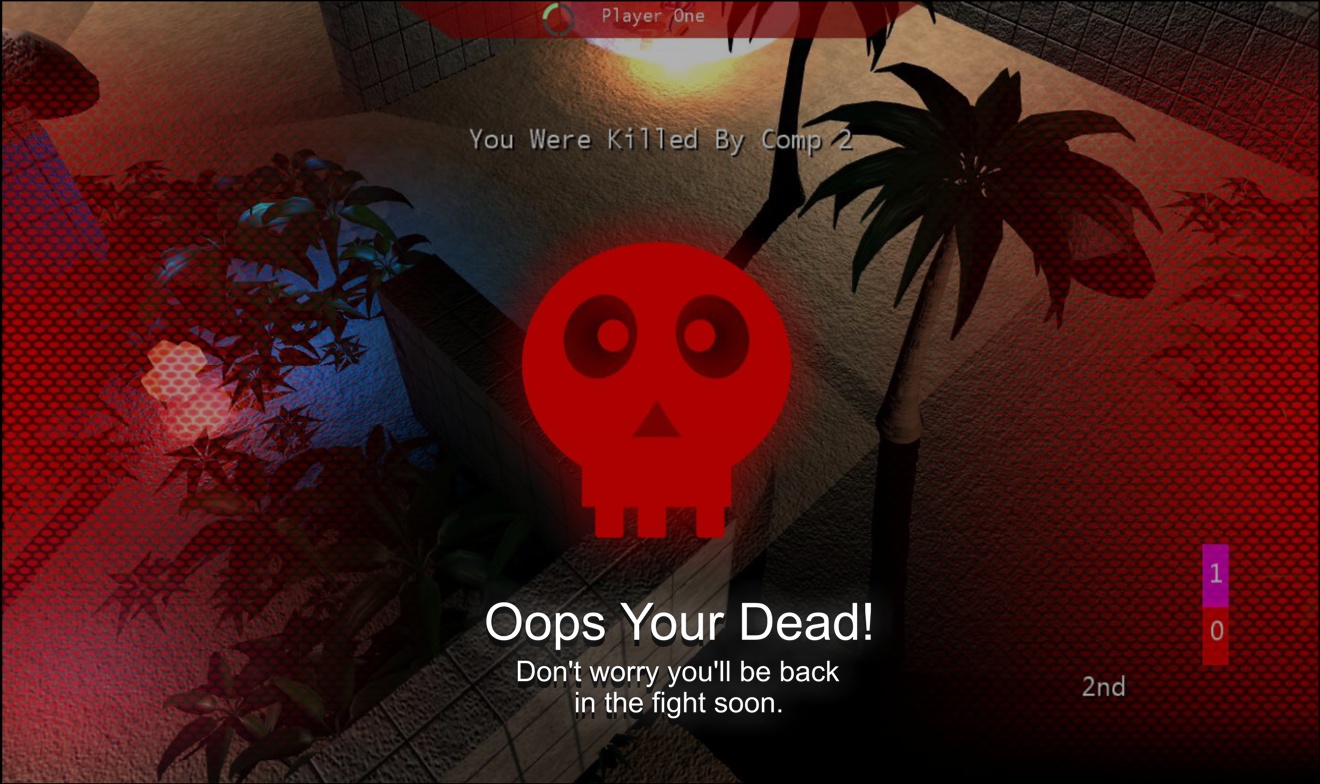 Player One
You Were Killed By Comp 2
Oops Your Dead!
Don't worry you'll be back
in the fight soon.
1
0
2nd